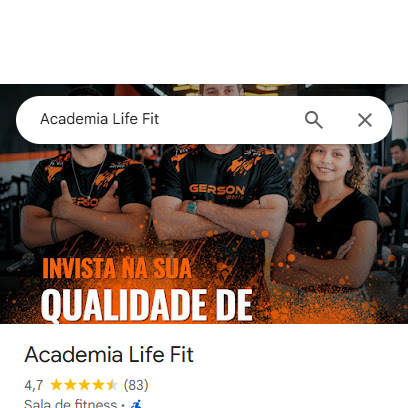 Academia Life Fit
GERSON
INVISTA NA SUA
QUALIDADE DE
Academia Life Fit
4,7 (83)
Sala de fitness ·